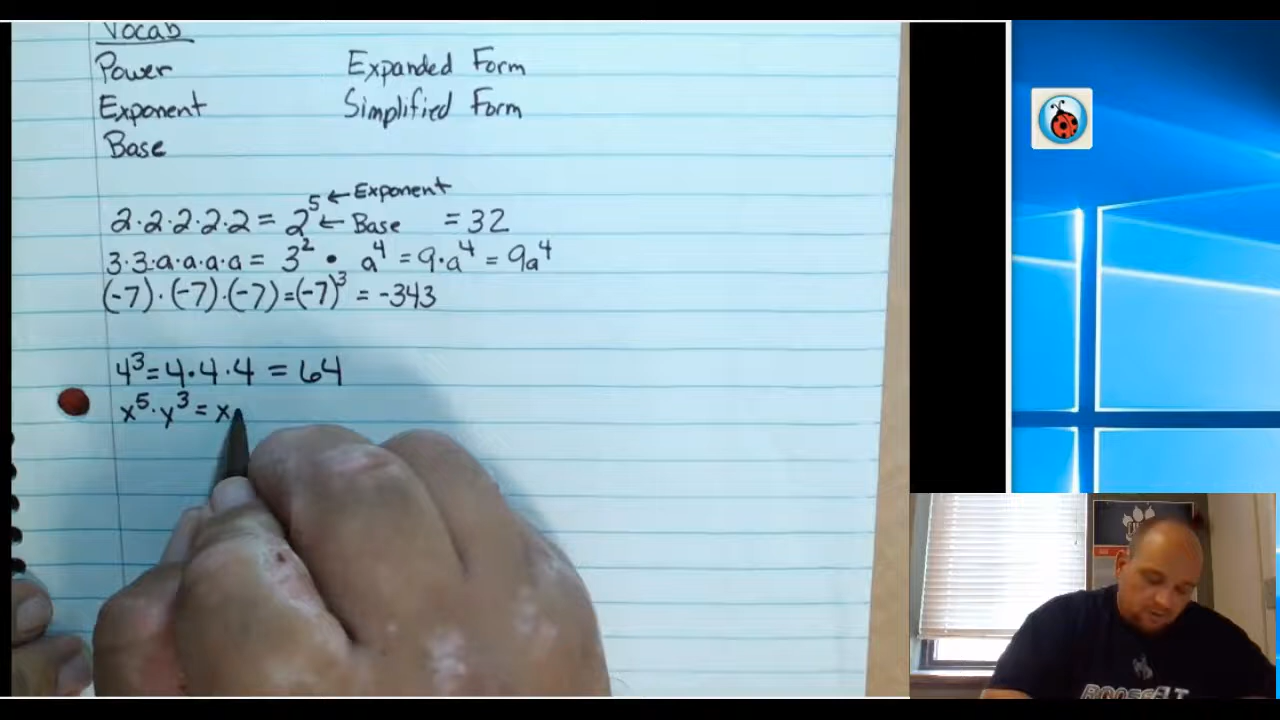 Vocab
Power Expanded Form
Exponent Simplified Form
Base
2·2·2·2·2 = 2⁵ ← Exponent ← Base = 32
3·3·a·a·a·a = 3² · a⁴ = 9·a⁴ = 9a⁴
(-7)·(-7)·(-7) = (-7)³ = -343
4³ = 4·4·4 = 64
x⁵·y³ = x·